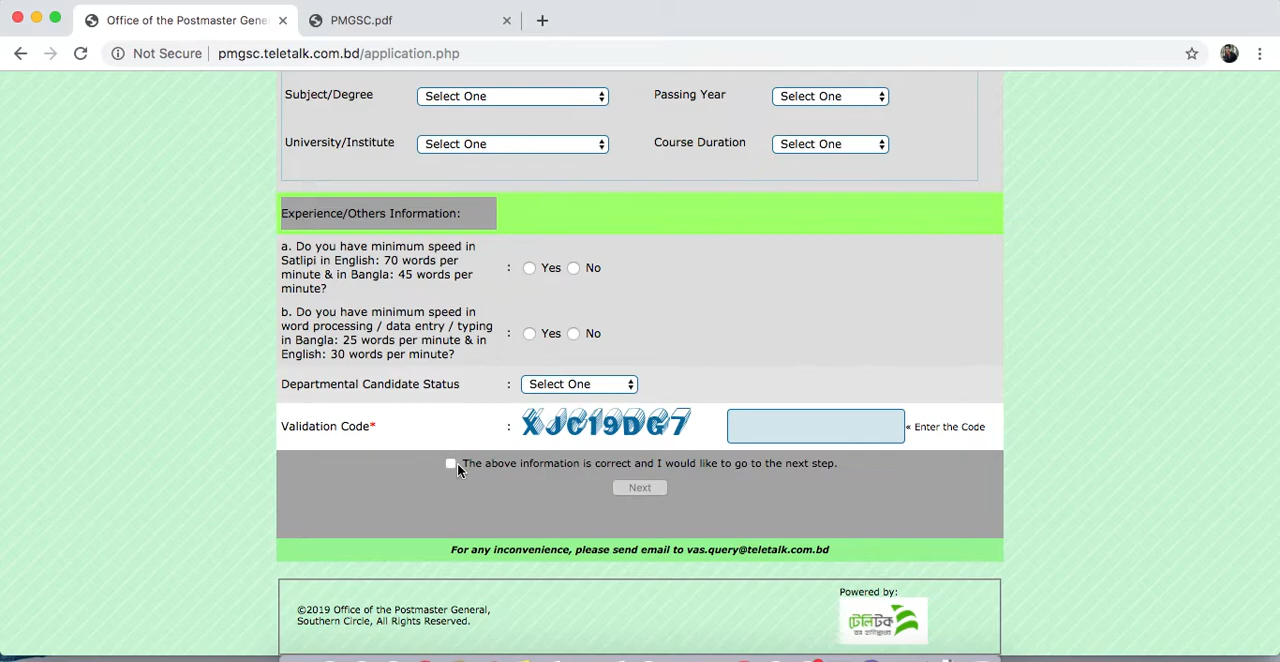 Office of the Postmaster Gene
PMGSC.pdf
Not Secure pmgsc.teletalk.com.bd/application.php
Subject/Degree Select One Passing Year Select One
University/Institute Select One Course Duration Select One
Experience/Others Information:
a. Do you have minimum speed in
Satlipi in English: 70 words per
minute & in Bangla: 45 words per
minute?
: Yes No
b. Do you have minimum speed in
word processing / data entry / typing
in Bangla: 25 words per minute & in
English: 30 words per minute?
: Yes No
Departmental Candidate Status : Select One
Validation Code* : XJC19DG7 « Enter the Code
The above information is correct and I would like to go to the next step.
Next
For any inconvenience, please send email to vas.query@teletalk.com.bd
©2019 Office of the Postmaster General,
Southern Circle, All Rights Reserved.
Powered by:
টেলিটক